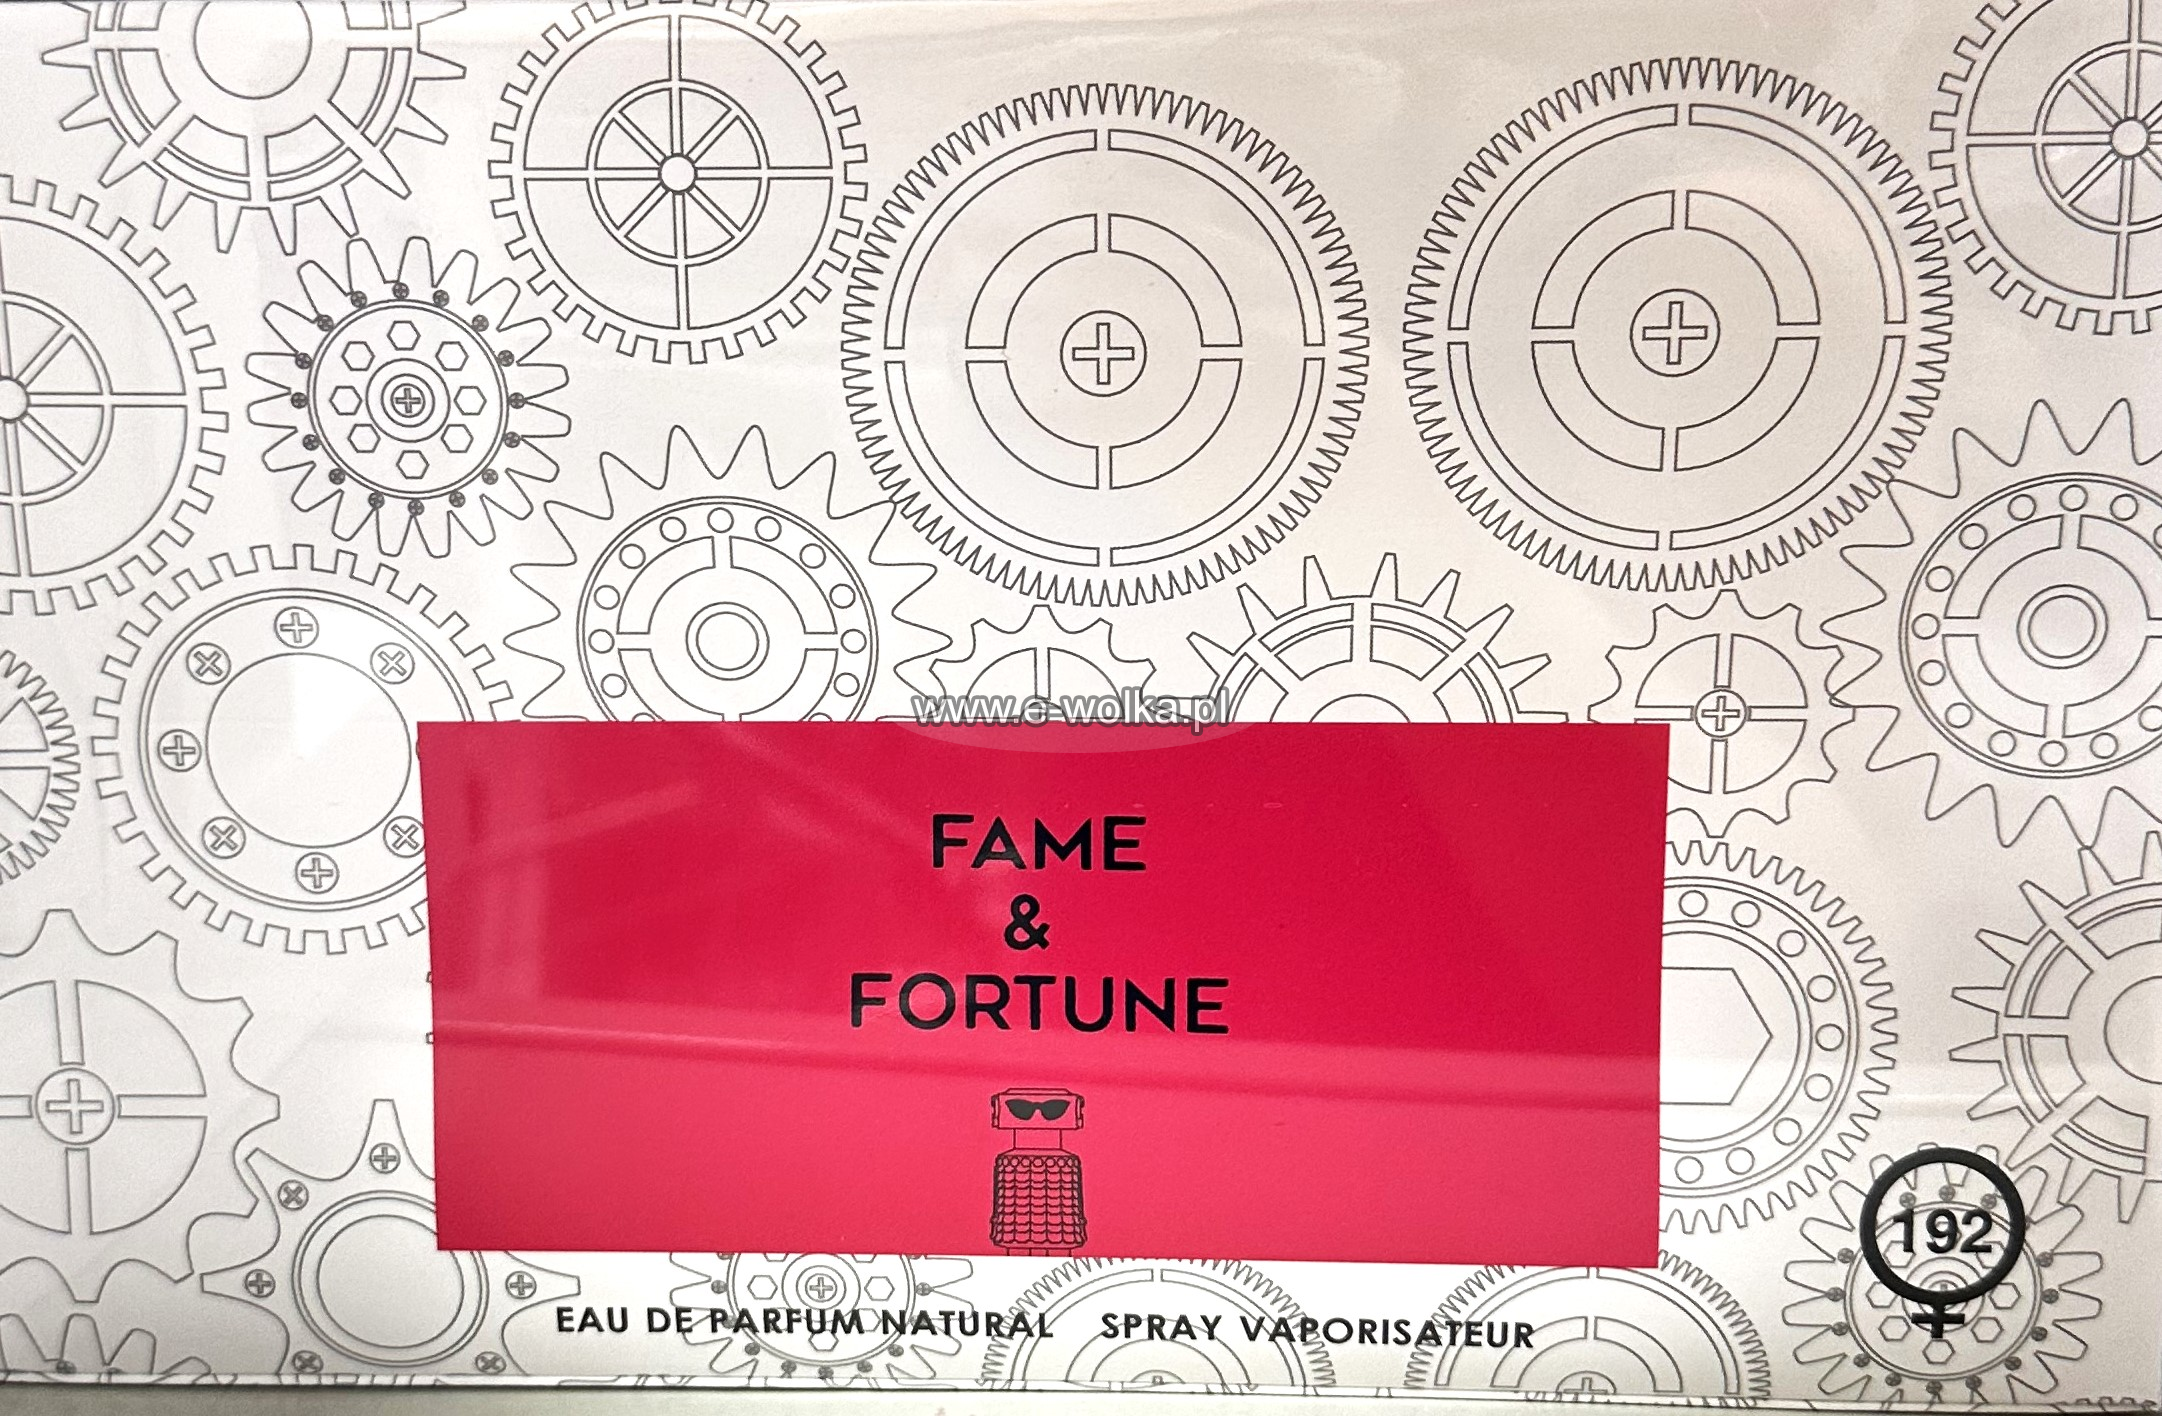 www.e-wolka.pl
FAME
&
FORTUNE
192
EAU DE PARFUM NATURAL SPRAY VAPORISATEUR